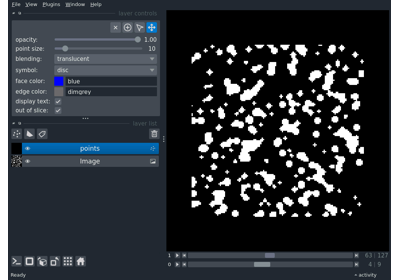 File View Plugins Window Help
layer controls
opacity: 1.00
point size: 10
blending: translucent
symbol: disc
face color: blue
edge color: dimgrey
display text:
out of slice:
layer list
points
Image
1 63 | 127
0 4 | 9
Ready
activity